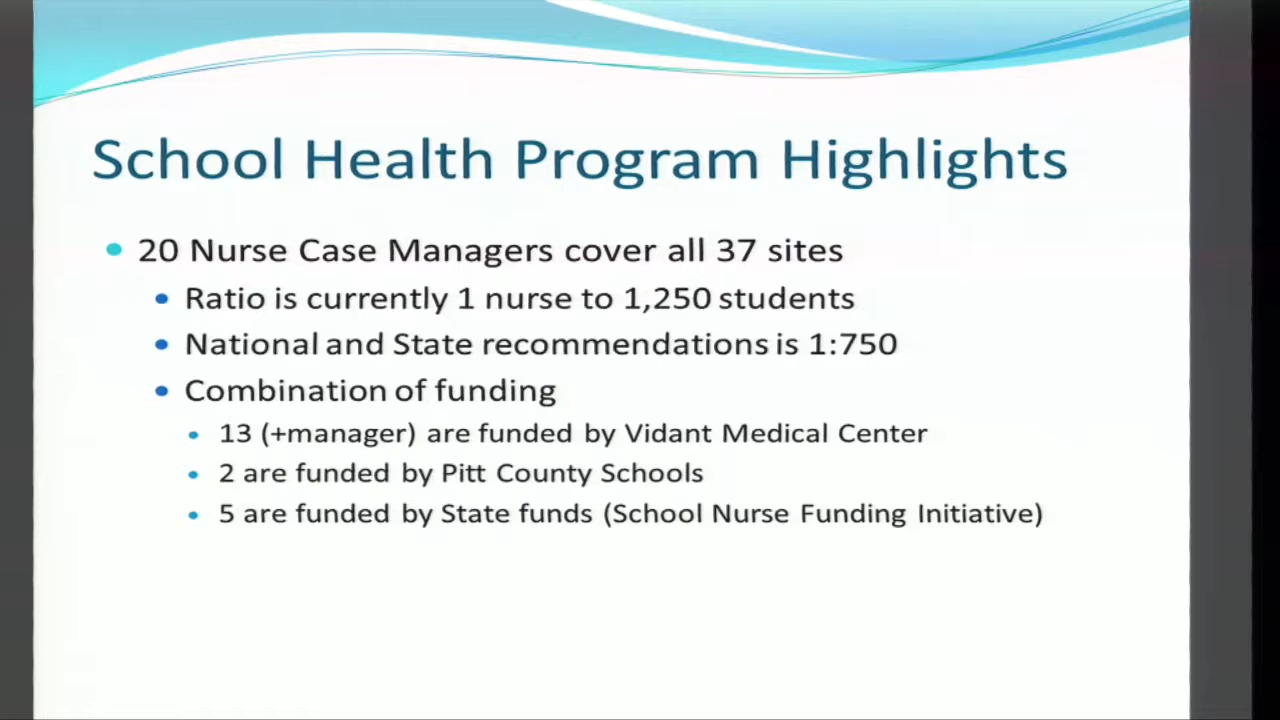 School Health Program Highlights
20 Nurse Case Managers cover all 37 sites
Ratio is currently 1 nurse to 1,250 students
National and State recommendations is 1:750
Combination of funding
13 (+manager) are funded by Vidant Medical Center
2 are funded by Pitt County Schools
5 are funded by State funds (School Nurse Funding Initiative)